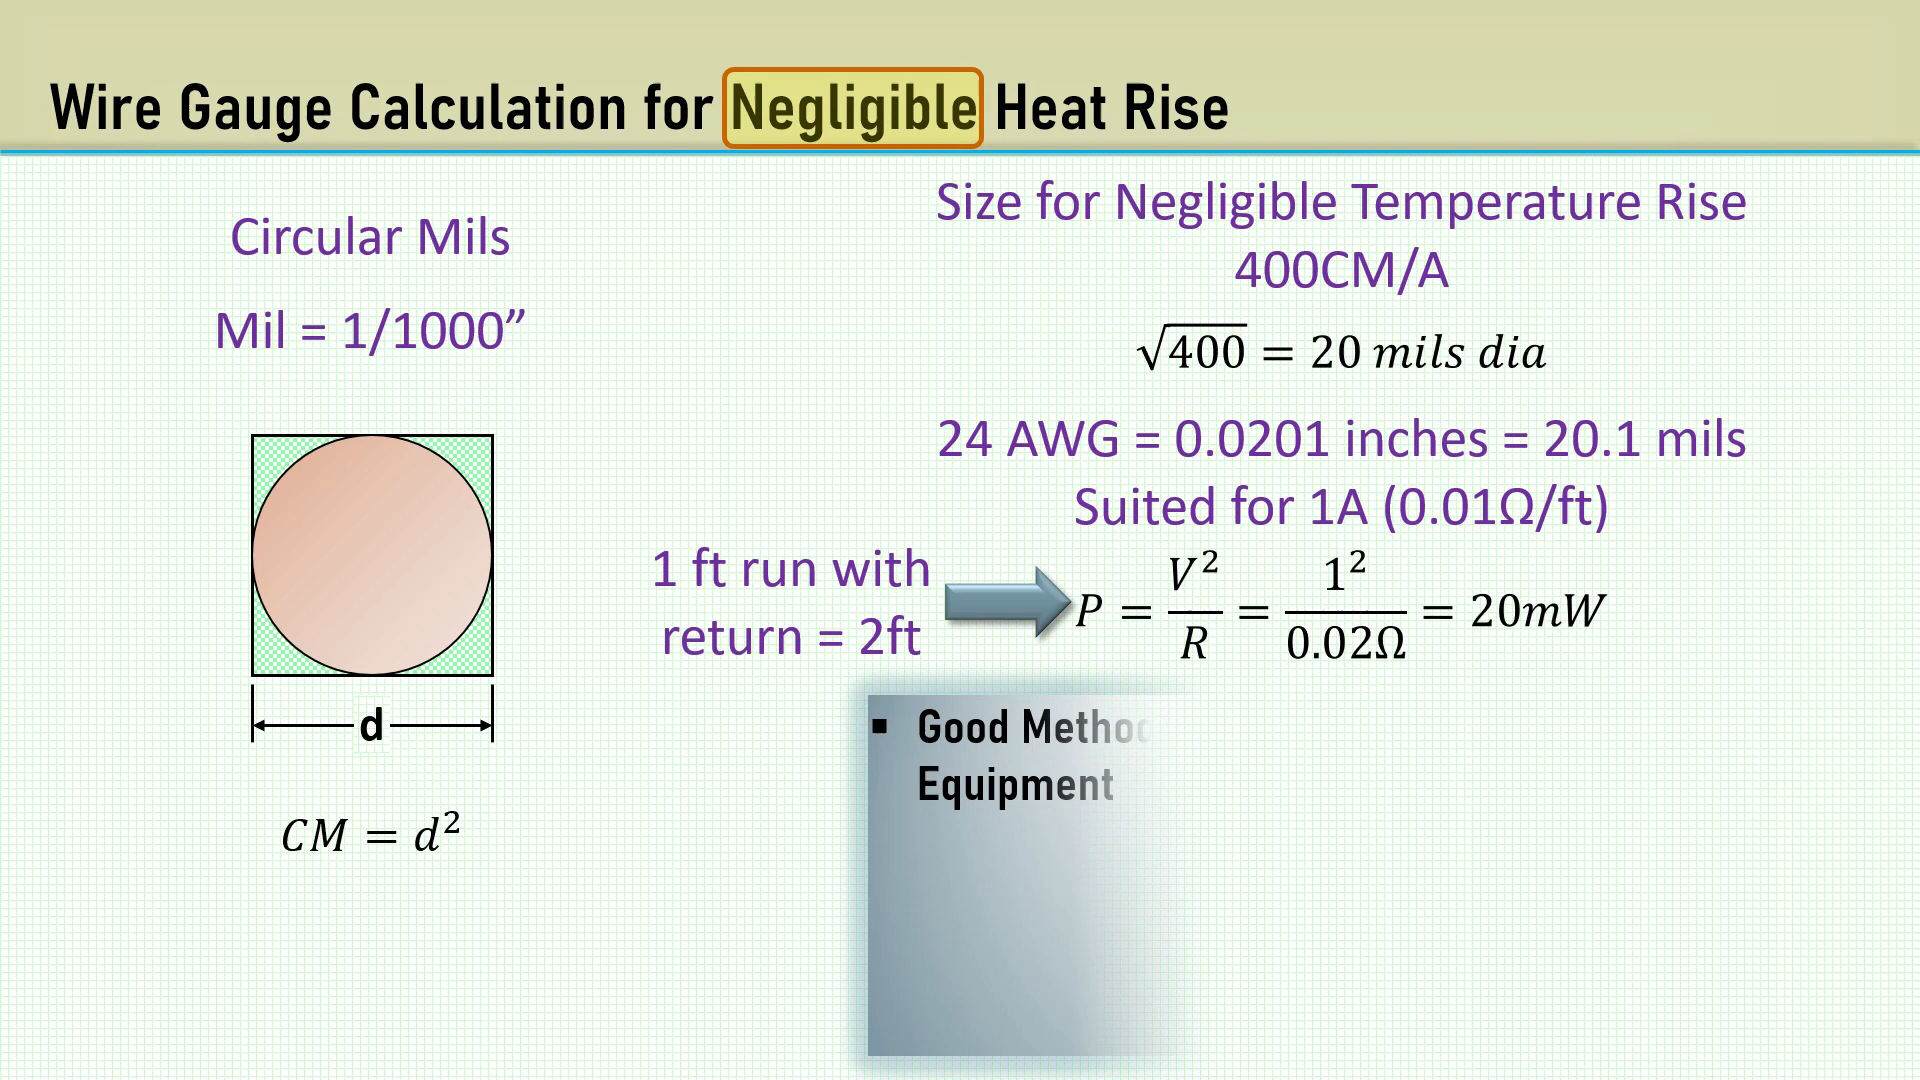 Wire Gauge Calculation for Negligible Heat Rise
Circular Mils
Mil = 1/1000”
d
CM = d²
Size for Negligible Temperature Rise
400CM/A
√400 = 20 mils dia
24 AWG = 0.0201 inches = 20.1 mils
Suited for 1A (0.01Ω/ft)
1 ft run with
return = 2ft
P = V²/R = 1²/0.02Ω = 20mW
▪ Good
Equipment